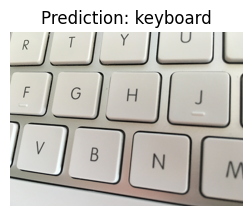 Prediction: keyboard
R T Y U
F G H J
V B N M